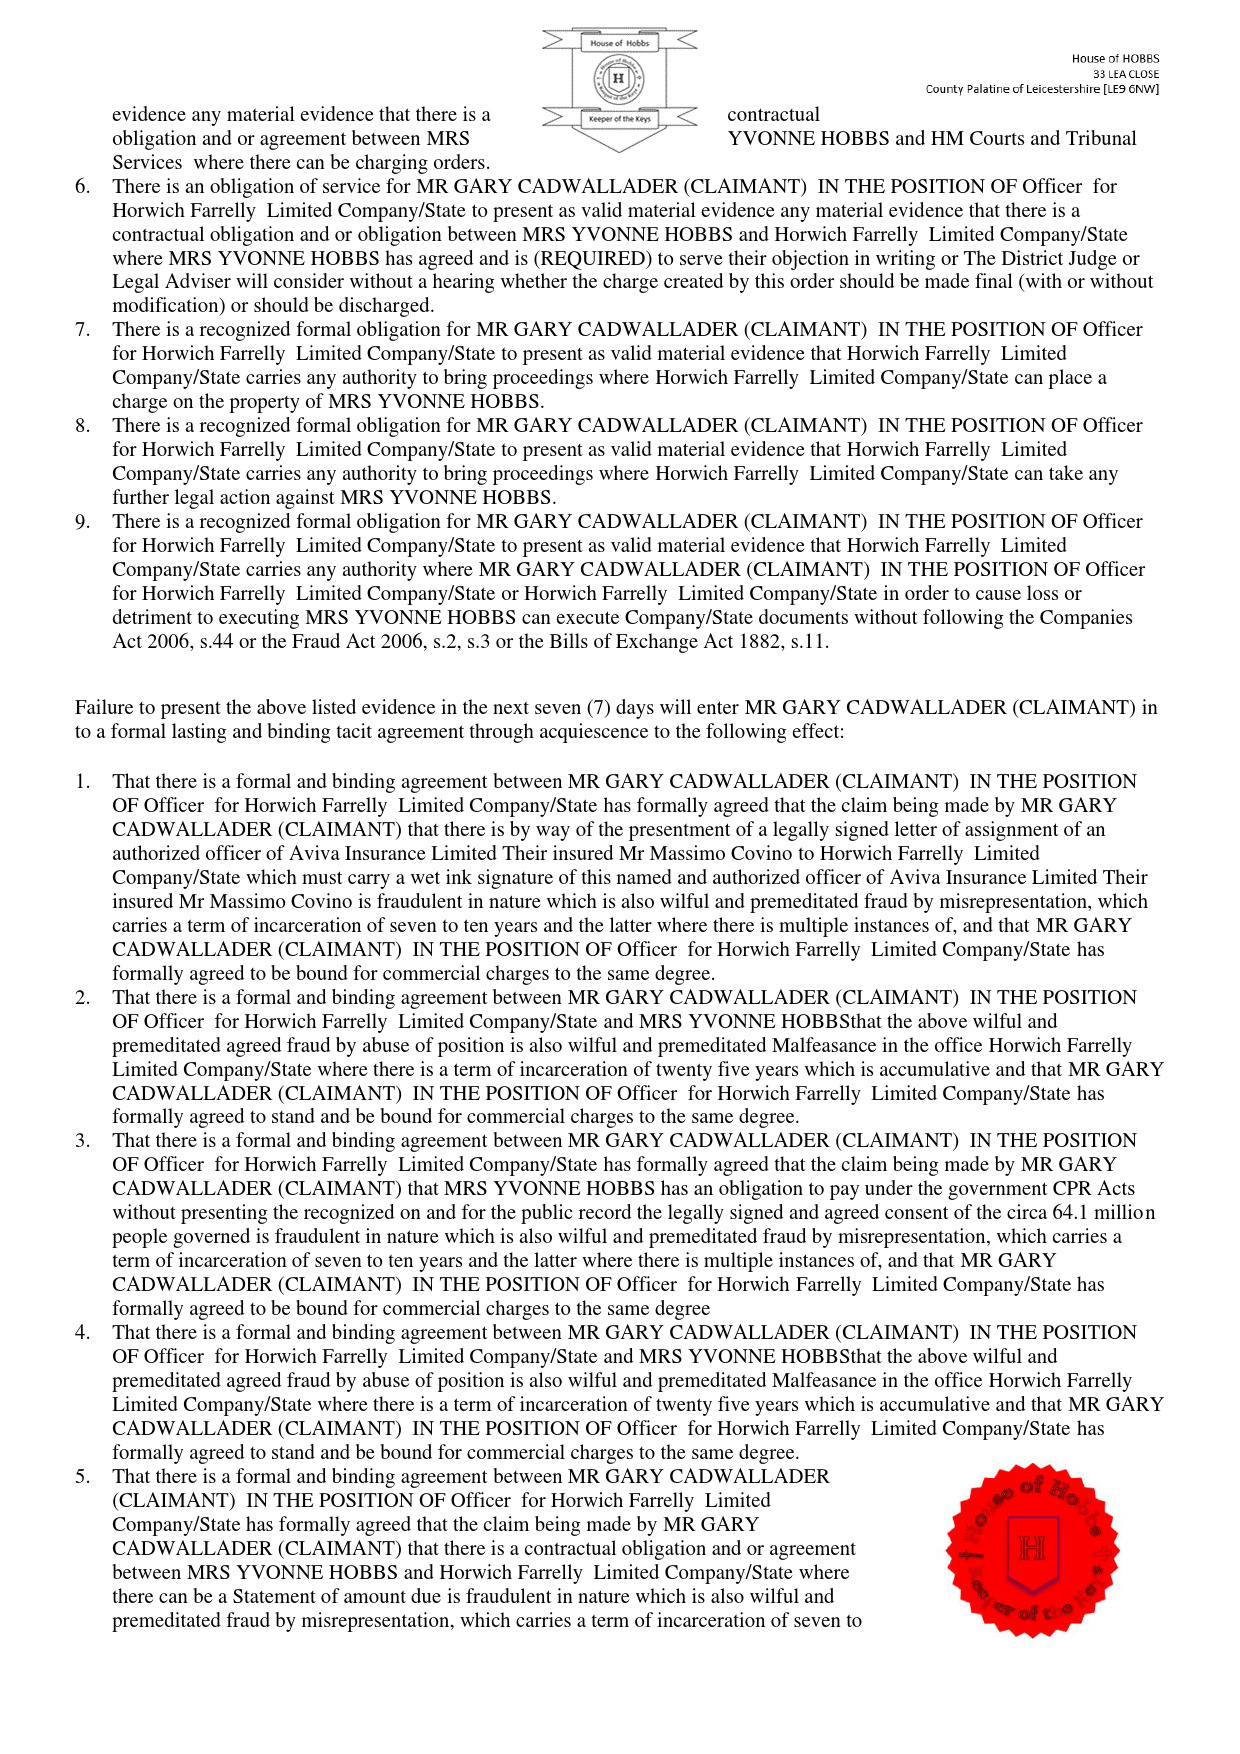 House of Hobbs
House of Hobbs
H
Keeper of the Keys
House of HOBBS
33 LEA CLOSE
County Palatine of Leicestershire [LE9 6NW]
evidence any material evidence that there is a contractual
obligation and or agreement between MRS YVONNE HOBBS and HM Courts and Tribunal
Services where there can be charging orders.
6. There is an obligation of service for MR GARY CADWALLADER (CLAIMANT) IN THE POSITION OF Officer for
Horwich Farrelly Limited Company/State to present as valid material evidence any material evidence that there is a
contractual obligation and or obligation between MRS YVONNE HOBBS and Horwich Farrelly Limited Company/State
where MRS YVONNE HOBBS has agreed and is (REQUIRED) to serve their objection in writing or The District Judge or
Legal Adviser will consider without a hearing whether the charge created by this order should be made final (with or without
modification) or should be discharged.
7. There is a recognized formal obligation for MR GARY CADWALLADER (CLAIMANT) IN THE POSITION OF Officer
for Horwich Farrelly Limited Company/State to present as valid material evidence that Horwich Farrelly Limited
Company/State carries any authority to bring proceedings where Horwich Farrelly Limited Company/State can place a
charge on the property of MRS YVONNE HOBBS.
8. There is a recognized formal obligation for MR GARY CADWALLADER (CLAIMANT) IN THE POSITION OF Officer
for Horwich Farrelly Limited Company/State to present as valid material evidence that Horwich Farrelly Limited
Company/State carries any authority to bring proceedings where Horwich Farrelly Limited Company/State can take any
further legal action against MRS YVONNE HOBBS.
9. There is a recognized formal obligation for MR GARY CADWALLADER (CLAIMANT) IN THE POSITION OF Officer
for Horwich Farrelly Limited Company/State to present as valid material evidence that Horwich Farrelly Limited
Company/State carries any authority where MR GARY CADWALLADER (CLAIMANT) IN THE POSITION OF Officer
for Horwich Farrelly Limited Company/State or Horwich Farrelly Limited Company/State in order to cause loss or
detriment to executing MRS YVONNE HOBBS can execute Company/State documents without following the Companies
Act 2006, s.44 or the Fraud Act 2006, s.2, s.3 or the Bills of Exchange Act 1882, s.11.
Failure to present the above listed evidence in the next seven (7) days will enter MR GARY CADWALLADER (CLAIMANT) in
to a formal lasting and binding tacit agreement through acquiescence to the following effect:
1. That there is a formal and binding agreement between MR GARY CADWALLADER (CLAIMANT) IN THE POSITION
OF Officer for Horwich Farrelly Limited Company/State has formally agreed that the claim being made by MR GARY
CADWALLADER (CLAIMANT) that there is by way of the presentment of a legally signed letter of assignment of an
authorized officer of Aviva Insurance Limited Their insured Mr Massimo Covino to Horwich Farrelly Limited
Company/State which must carry a wet ink signature of this named and authorized officer of Aviva Insurance Limited Their
insured Mr Massimo Covino is fraudulent in nature which is also wilful and premeditated fraud by misrepresentation, which
carries a term of incarceration of seven to ten years and the latter where there is multiple instances of, and that MR GARY
CADWALLADER (CLAIMANT) IN THE POSITION OF Officer for Horwich Farrelly Limited Company/State has
formally agreed to be bound for commercial charges to the same degree.
2. That there is a formal and binding agreement between MR GARY CADWALLADER (CLAIMANT) IN THE POSITION
OF Officer for Horwich Farrelly Limited Company/State and MRS YVONNE HOBBSthat the above wilful and
premeditated agreed fraud by abuse of position is also wilful and premeditated Malfeasance in the office Horwich Farrelly
Limited Company/State where there is a term of incarceration of twenty five years which is accumulative and that MR GARY
CADWALLADER (CLAIMANT) IN THE POSITION OF Officer for Horwich Farrelly Limited Company/State has
formally agreed to stand and be bound for commercial charges to the same degree.
3. That there is a formal and binding agreement between MR GARY CADWALLADER (CLAIMANT) IN THE POSITION
OF Officer for Horwich Farrelly Limited Company/State has formally agreed that the claim being made by MR GARY
CADWALLADER (CLAIMANT) that MRS YVONNE HOBBS has an obligation to pay under the government CPR Acts
without presenting the recognized on and for the public record the legally signed and agreed consent of the circa 64.1 million
people governed is fraudulent in nature which is also wilful and premeditated fraud by misrepresentation, which carries a
term of incarceration of seven to ten years and the latter where there is multiple instances of, and that MR GARY
CADWALLADER (CLAIMANT) IN THE POSITION OF Officer for Horwich Farrelly Limited Company/State has
formally agreed to be bound for commercial charges to the same degree
4. That there is a formal and binding agreement between MR GARY CADWALLADER (CLAIMANT) IN THE POSITION
OF Officer for Horwich Farrelly Limited Company/State and MRS YVONNE HOBBSthat the above wilful and
premeditated agreed fraud by abuse of position is also wilful and premeditated Malfeasance in the office Horwich Farrelly
Limited Company/State where there is a term of incarceration of twenty five years which is accumulative and that MR GARY
CADWALLADER (CLAIMANT) IN THE POSITION OF Officer for Horwich Farrelly Limited Company/State has
formally agreed to stand and be bound for commercial charges to the same degree.
5. That there is a formal and binding agreement between MR GARY CADWALLADER
(CLAIMANT) IN THE POSITION OF Officer for Horwich Farrelly Limited
Company/State has formally agreed that the claim being made by MR GARY
CADWALLADER (CLAIMANT) that there is a contractual obligation and or agreement
between MRS YVONNE HOBBS and Horwich Farrelly Limited Company/State where
there can be a Statement of amount due is fraudulent in nature which is also wilful and
premeditated fraud by misrepresentation, which carries a term of incarceration of seven to
House of Hobbs
H